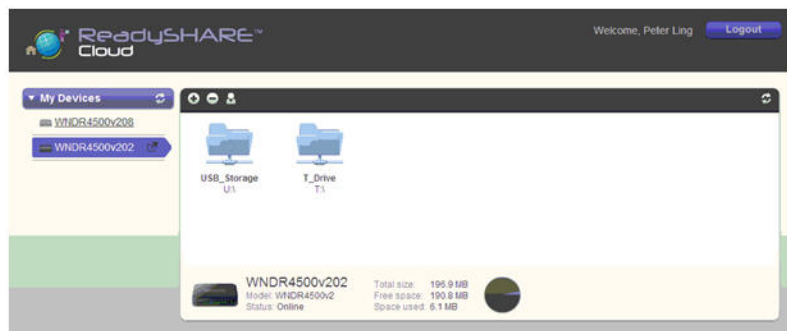 ReadySHARE™
Cloud
Welcome, Peter Ling
Logout
My Devices
WNDR4500v208
WNDR4500v202
USB_Storage
U:\
T_Drive
T:\
WNDR4500v202
Model: WNDR4500v2
Status: Online
Total size: 196.9 MB
Free space: 190.8 MB
Space used: 6.1 MB